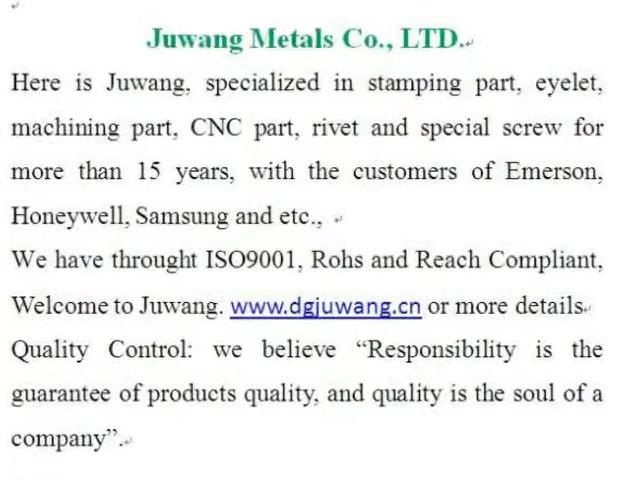 Juwang Metals Co., LTD.
Here is Juwang, specialized in stamping part, eyelet,
machining part, CNC part, rivet and special screw for
more than 15 years, with the customers of Emerson,
Honeywell, Samsung and etc.,
We have throught ISO9001, Rohs and Reach Compliant,
Welcome to Juwang. www.dgjuwang.cn or more details
Quality Control: we believe “Responsibility is the
guarantee of products quality, and quality is the soul of a
company”.